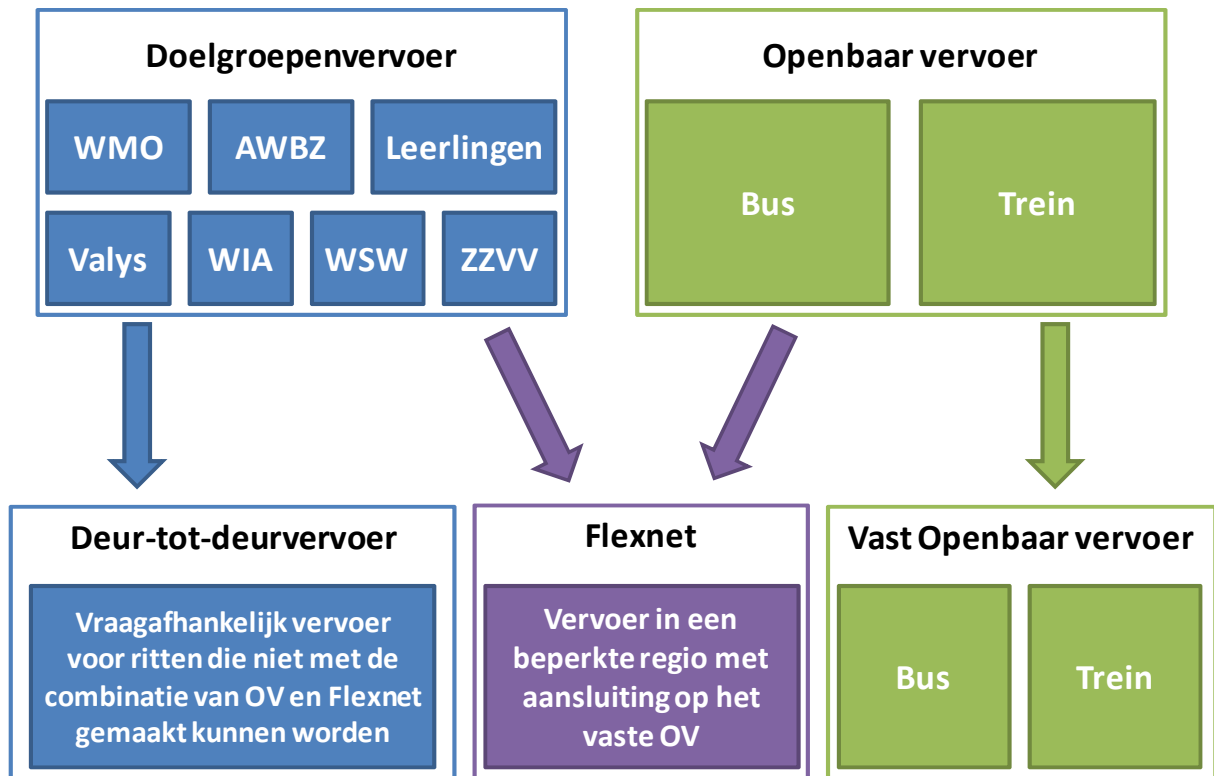 Doelgroepenvervoer
WMO
AWBZ
Leerlingen
Valys
WIA
WSW
ZZVV
Openbaar vervoer
Bus
Trein
Deur-tot-deurvervoer
Vraagafhankelijk vervoer
voor ritten die niet met de
combinatie van OV en Flexnet
gemaakt kunnen worden
Flexnet
Vervoer in een
beperkte regio met
aansluiting op het
vaste OV
Vast Openbaar vervoer
Bus
Trein